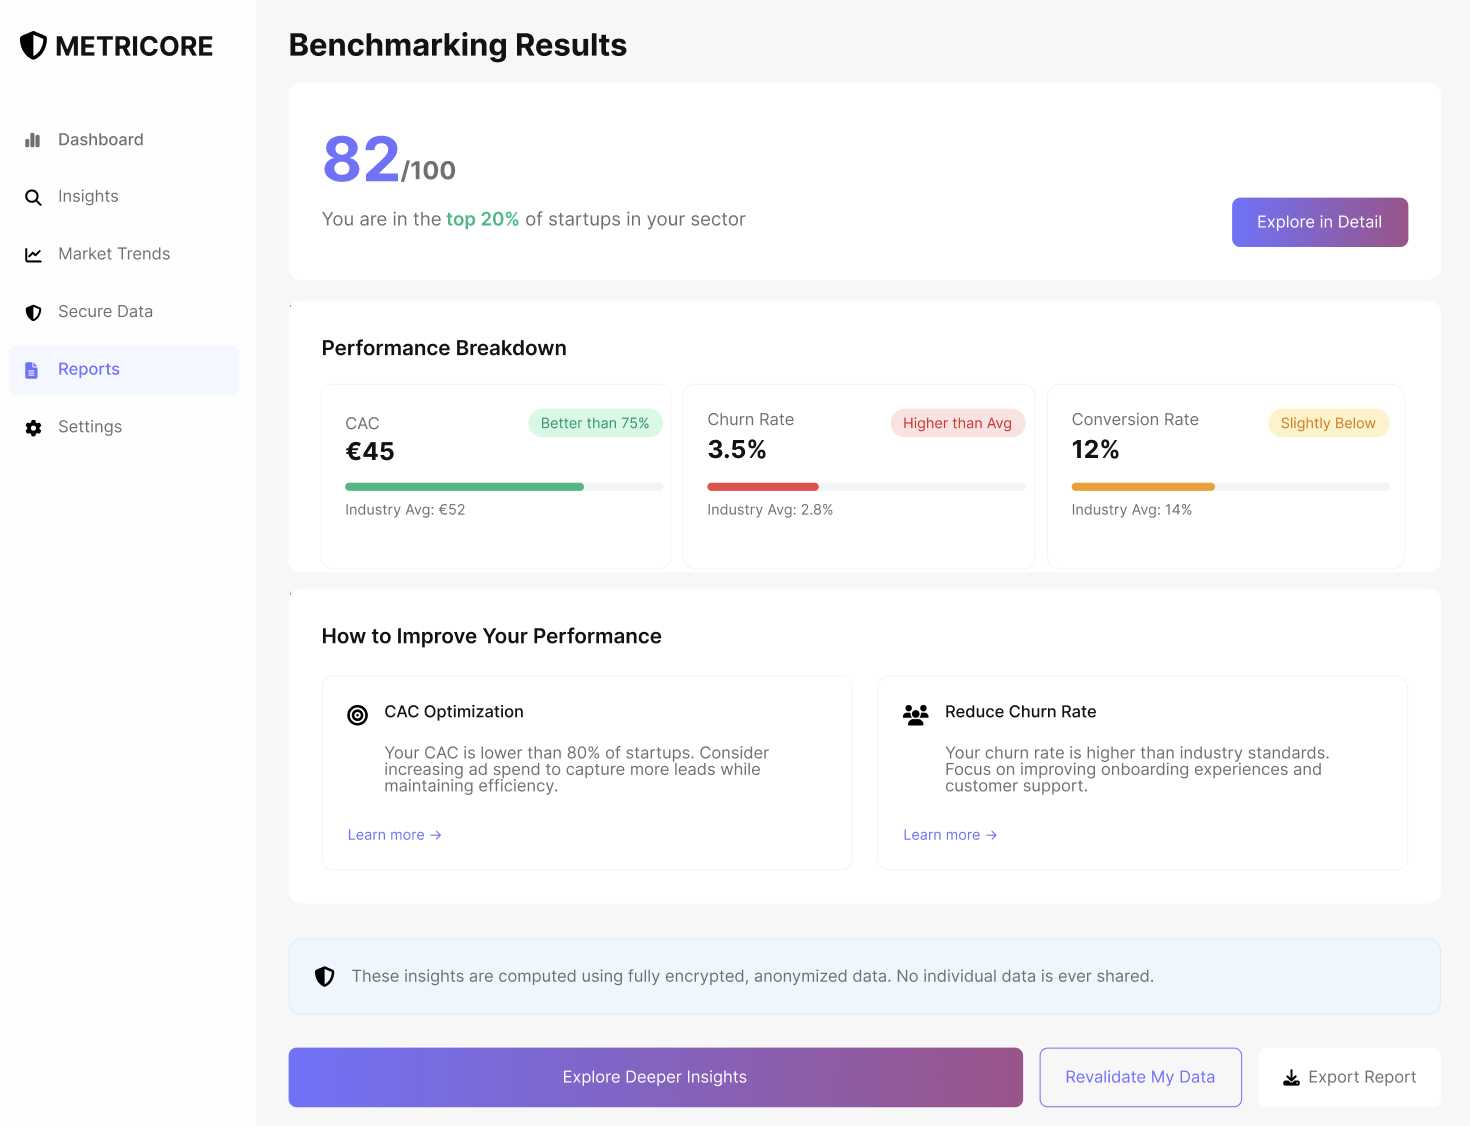 METRICORE
Dashboard
Insights
Market Trends
Secure Data
Reports
Settings
Benchmarking Results
82/100
You are in the top 20% of startups in your sector
Explore in Detail
Performance Breakdown
CAC
Better than 75%
€45
Industry Avg: €52
Churn Rate
Higher than Avg
3.5%
Industry Avg: 2.8%
Conversion Rate
Slightly Below
12%
Industry Avg: 14%
How to Improve Your Performance
CAC Optimization
Your CAC is lower than 80% of startups. Consider
increasing ad spend to capture more leads while
maintaining efficiency.
Learn more →
Reduce Churn Rate
Your churn rate is higher than industry standards.
Focus on improving onboarding experiences and
customer support.
Learn more →
These insights are computed using fully encrypted, anonymized data. No individual data is ever shared.
Explore Deeper Insights
Revalidate My Data
Export Report